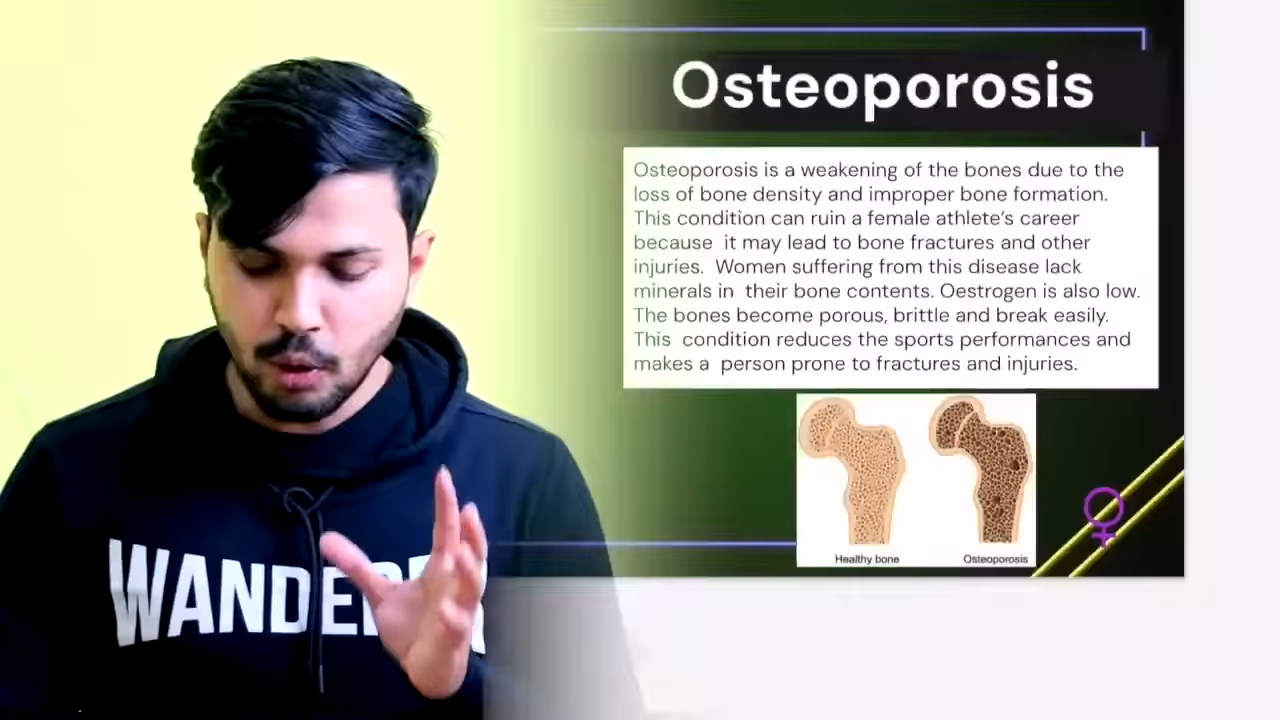 Osteoporosis
Osteoporosis is a weakening of the bones due to the
loss of bone density and improper bone formation.
This condition can ruin a female athlete's career
because it may lead to bone fractures and other
injuries. Women suffering from this disease lack
minerals in their bone contents. Oestrogen is also low.
The bones become porous, brittle and break easily.
This condition reduces the sports performances and
makes a person prone to fractures and injuries.
Healthy bone
Osteoporosis